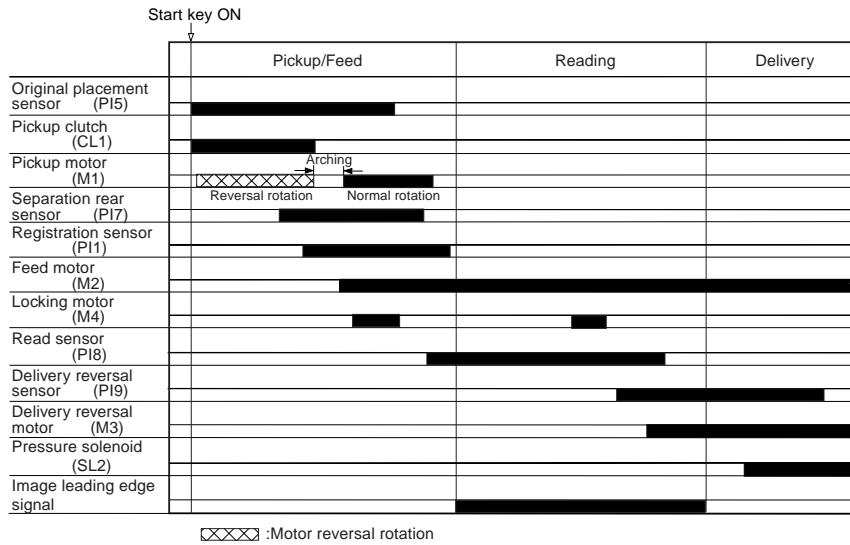 Start key ON
Pickup/Feed
Reading
Delivery
Original placement
sensor (PI5)
Pickup clutch
(CL1)
Arching
Pickup motor
(M1)
Reversal rotation
Normal rotation
Separation rear
sensor (PI7)
Registration sensor
(PI1)
Feed motor
(M2)
Locking motor
(M4)
Read sensor
(PI8)
Delivery reversal
sensor (PI9)
Delivery reversal
motor (M3)
Pressure solenoid
(SL2)
Image leading edge
signal
:Motor reversal rotation